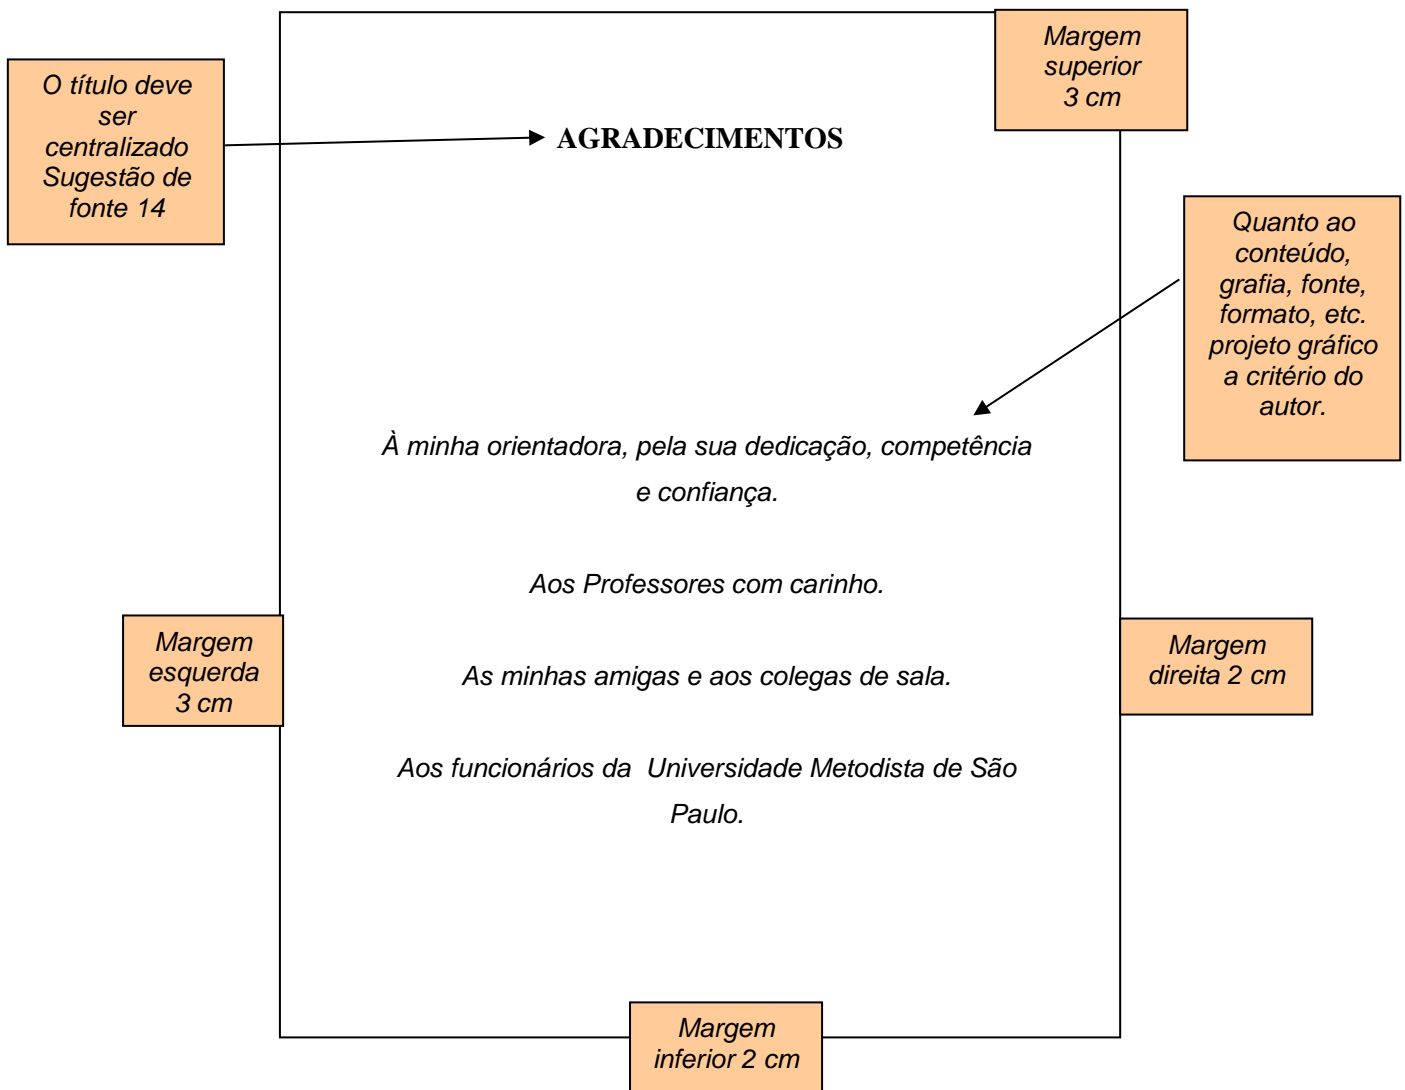 Margem
superior
3 cm
O título deve
ser
centralizado
Sugestão de
fonte 14
AGRADECIMENTOS
Quanto ao
conteúdo,
grafia, fonte,
formato, etc.
projeto gráfico
a critério do
autor.
À minha orientadora, pela sua dedicação, competência
e confiança.
Aos Professores com carinho.
Margem
esquerda
3 cm
As minhas amigas e aos colegas de sala.
Margem
direita 2 cm
Aos funcionários da  Universidade Metodista de São
Paulo.
Margem
inferior 2 cm